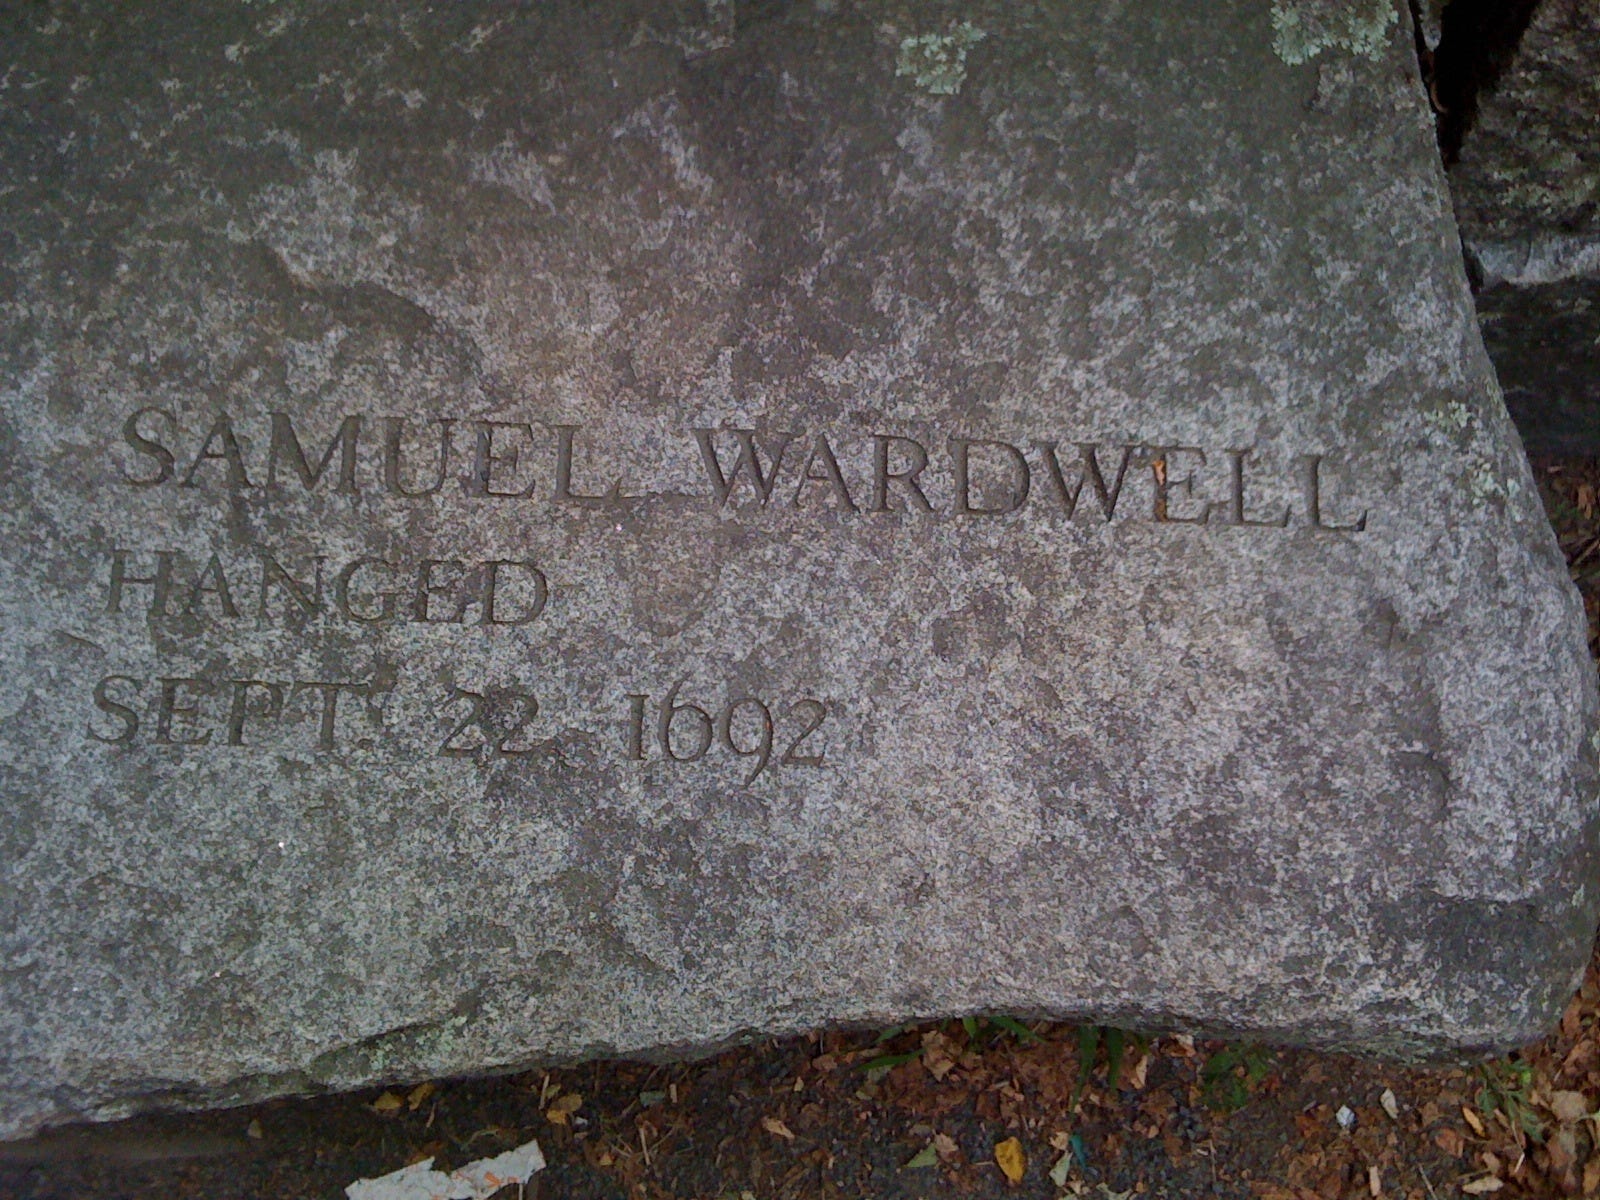 SAMUEL WARDWELL
HANGED
SEPT. 22 1692